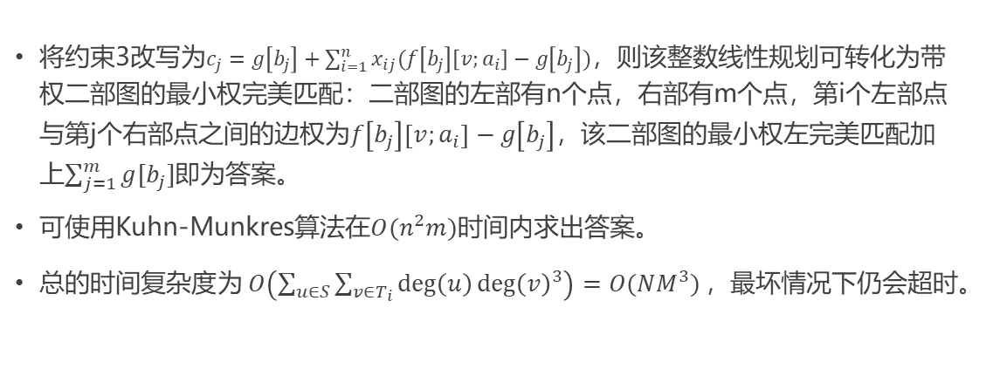 • 将约束3改写为$c_j = g[b_j] + \sum_{i=1}^{n} x_{ij}(f[b_j][v; a_i] - g[b_j])$，则该整数线性规划可转化为带
权二部图的最小权完美匹配：二部图的左部有n个点，右部有m个点，第i个左部点
与第j个右部点之间的边权为$f[b_j][v; a_i] - g[b_j]$，该二部图的最小权左完美匹配加
上$\sum_{j=1}^{m} g[b_j]$即为答案。
• 可使用Kuhn-Munkres算法在$O(n^2m)$时间内求出答案。
• 总的时间复杂度为 $O(\sum_{u \in S} \sum_{v \in T_i} \deg(u) \deg(v)^3) = O(NM^3)$ ，最坏情况下仍会超时。